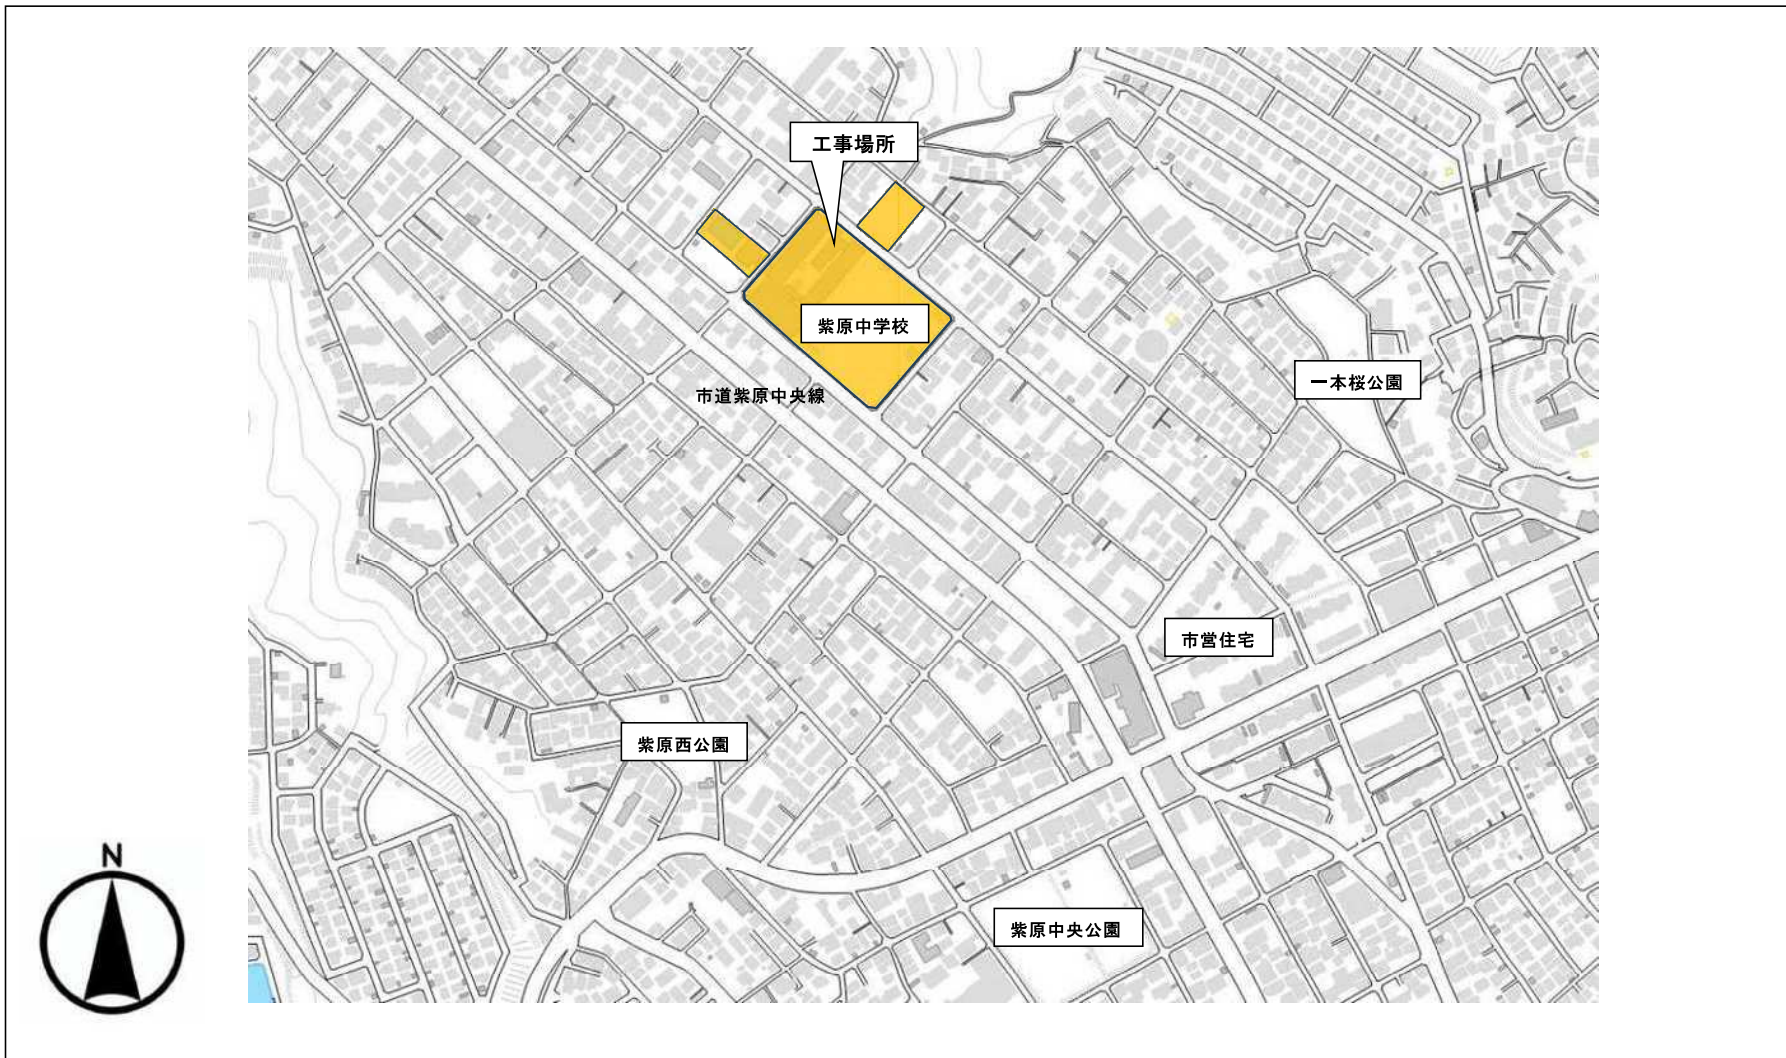 工事場所
紫原中学校
一本桜公園
市道紫原中央線
市営住宅
紫原西公園
N
紫原中央公園